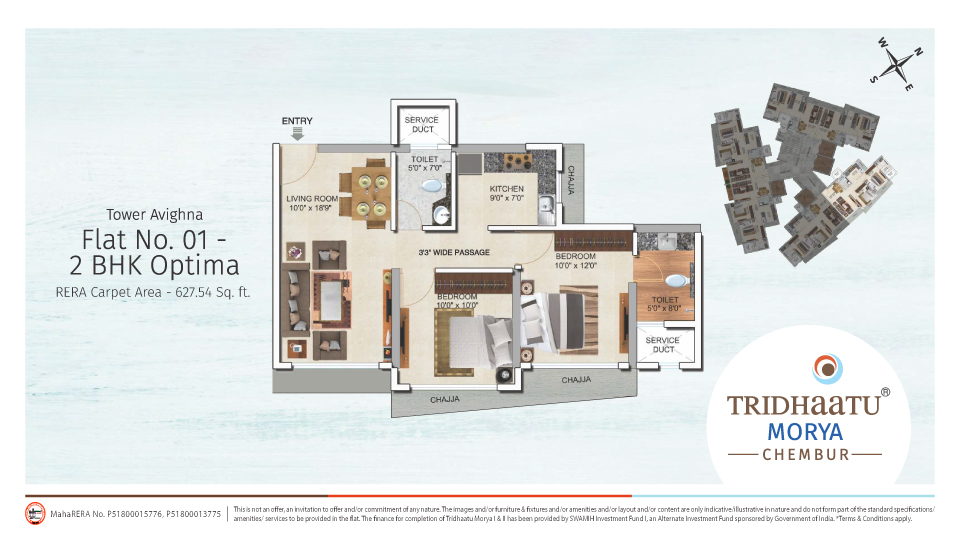 Tower Avighna
Flat No. 01 -
2 BHK Optima
RERA Carpet Area - 627.54 Sq. ft.
ENTRY
SERVICE
DUCT
TOILET
5'0" x 7'0"
LIVING ROOM
10'0" x 18'9"
KITCHEN
9'0" x 7'0"
CHAJJA
3'3" WIDE PASSAGE
BEDROOM
10'0" x 12'0"
BEDROOM
10'0" x 10'0"
TOILET
5'0" x 8'0"
SERVICE
DUCT
CHAJJA
CHAJJA
W
N
S
E
TRIDHaaTU®
MORYA
CHEMBUR
MahaRERA No. P51800015776, P51800013775
This is not an offer, an invitation to offer and/or commitment of any nature. The images and/or furniture & fixtures and/or amenities and/or layout and/or content are only indicative/illustrative in nature and do not form part of the standard specifications/
amenities/ services to be provided in the flat. The finance for completion of Tridhaatu Morya I & II has been provided by SWAMIH Investment Fund I, an Alternate Investment Fund sponsored by Government of India. *Terms & Conditions apply.